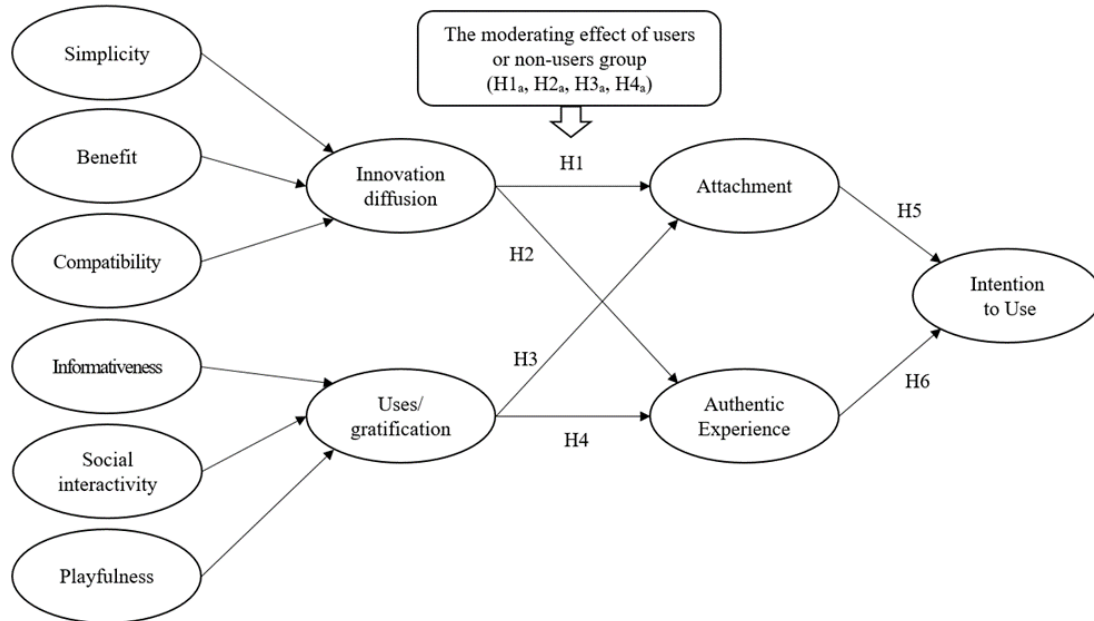 Simplicity
Benefit
Compatibility
Informativeness
Social
interactivity
Playfulness
Innovation
diffusion
Uses/
gratification
The moderating effect of users
or non-users group
(H1ₐ, H2ₐ, H3ₐ, H4ₐ)
H1
H2
H3
H4
Attachment
Authentic
Experience
H5
H6
Intention
to Use